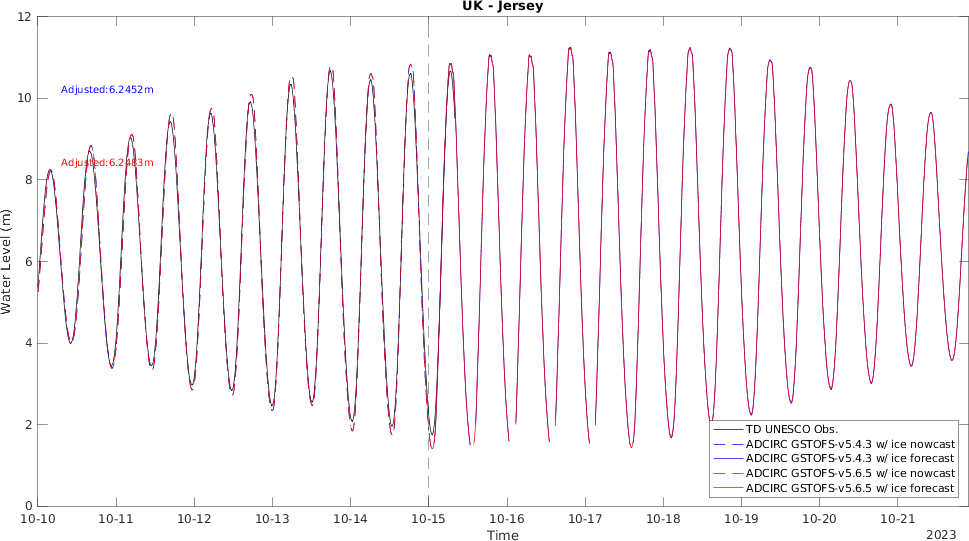 UK - Jersey
12
10
8
6
4
2
0
Water Level (m)
Adjusted:6.2452m
Adjusted:6.2483m
TD UNESCO Obs.
ADCIRC GSTOFS-v5.4.3 w/ ice nowcast
ADCIRC GSTOFS-v5.4.3 w/ ice forecast
ADCIRC GSTOFS-v5.6.5 w/ ice nowcast
ADCIRC GSTOFS-v5.6.5 w/ ice forecast
10-10 10-11 10-12 10-13 10-14 10-15 10-16 10-17 10-18 10-19 10-20 10-21
Time
2023